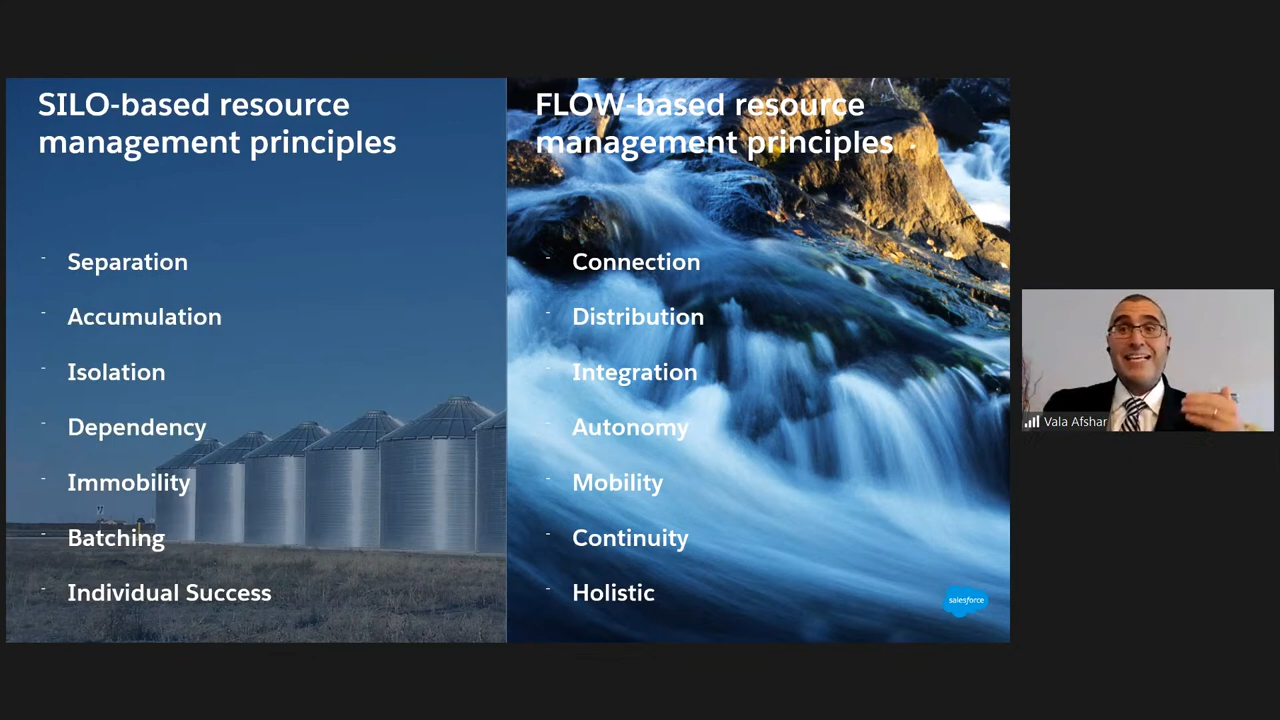 SILO-based resource
management principles
- Separation
- Accumulation
- Isolation
- Dependency
- Immobility
- Batching
- Individual Success
FLOW-based resource
management principles
- Connection
- Distribution
- Integration
- Autonomy
- Mobility
- Continuity
- Holistic
salesforce
Vala Afshar